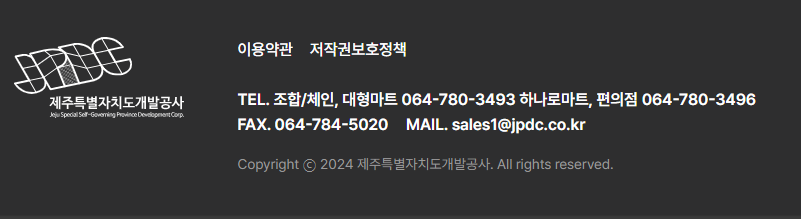 JPDC
제주특별자치도개발공사
Jeju Special Self-Governing Province Development Corp.
이용약관 저작권보호정책
TEL. 조합/체인, 대형마트 064-780-3493 하나로마트, 편의점 064-780-3496
FAX. 064-784-5020 MAIL. sales1@jpdc.co.kr
Copyright ⓒ 2024 제주특별자치도개발공사. All rights reserved.